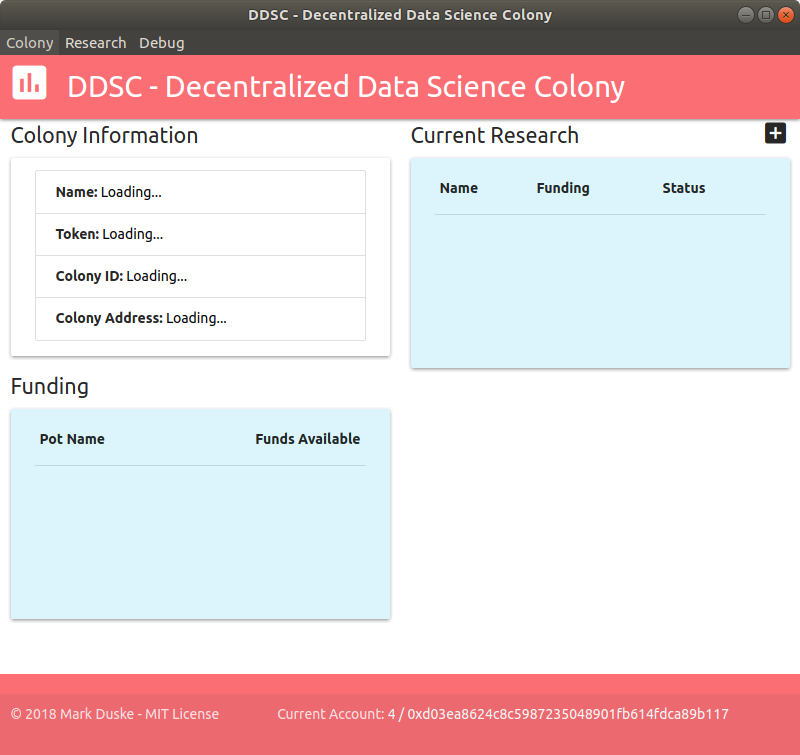 DDSC - Decentralized Data Science Colony
Colony Research Debug
DDSC - Decentralized Data Science Colony
Colony Information
Name: Loading...
Token: Loading...
Colony ID: Loading...
Colony Address: Loading...
Current Research
Name Funding Status
Funding
Pot Name Funds Available
© 2018 Mark Duske - MIT License
Current Account: 4 / 0xd03ea8624c8c5987235048901fb614fdca89b117